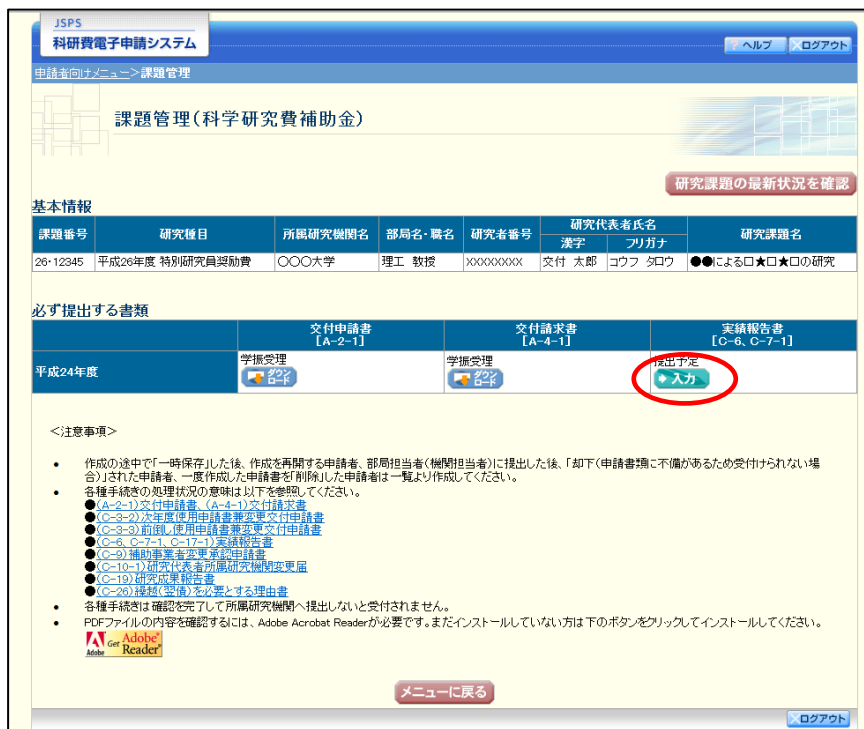 JSPS
科研費電子申請システム
? ヘルプ
×ログアウト
申請者向けメニュー>課題管理
課題管理(科学研究費補助金)
研究課題の最新状況を確認
基本情報
課題番号 研究種目 所属研究機関名 部局名・職名 研究者番号 研究代表者氏名 研究課題名
漢字 フリガナ
26・12345 平成26年度 特別研究員奨励費 〇〇〇大学 理工 教授 XXXXXXXX 交付 太郎 コウフ タロウ ●●による□★□★□の研究
必ず提出する書類
交付申請書 交付請求書 実績報告書
[A-2-1] [A-4-1] [C-6、C-7-1]
平成24年度
学振受理 学振受理 提出予定
ダウンロード ダウンロード 入力
<注意事項>
• 作成の途中で「一時保存」した後、作成を再開する申請者、部局担当者(機関担当者)に提出した後、「却下(申請書類に不備があるため受付けられない場
合)」された申請者、一度作成した申請書を「削除」した申請者は一覧より作成してください。
• 各種手続きの処理状況の意味は以下を参照してください。
●(A-2-1)交付申請書、(A-4-1)交付請求書
●(C-3-2)次年度使用申請書兼変更交付申請書
●(C-3-3)前倒し使用申請書兼変更交付申請書
●(C-6、C-7-1、C-17-1)実績報告書
●(C-9)補助事業者変更承認申請書
●(C-10-1)研究代表者所属研究機関変更届
●(C-19)研究成果報告書
●(C-26)繰越(翌債)を必要とする理由書
• 各種手続きは確認を完了して所属研究機関へ提出しないと受付されません。
• PDFファイルの内容を確認するには、Adobe Acrobat Readerが必要です。まだインストールしていない方は下のボタンをクリックしてインストールしてください。
Adobe Get Adobe® Reader®
メニューに戻る
×ログアウト